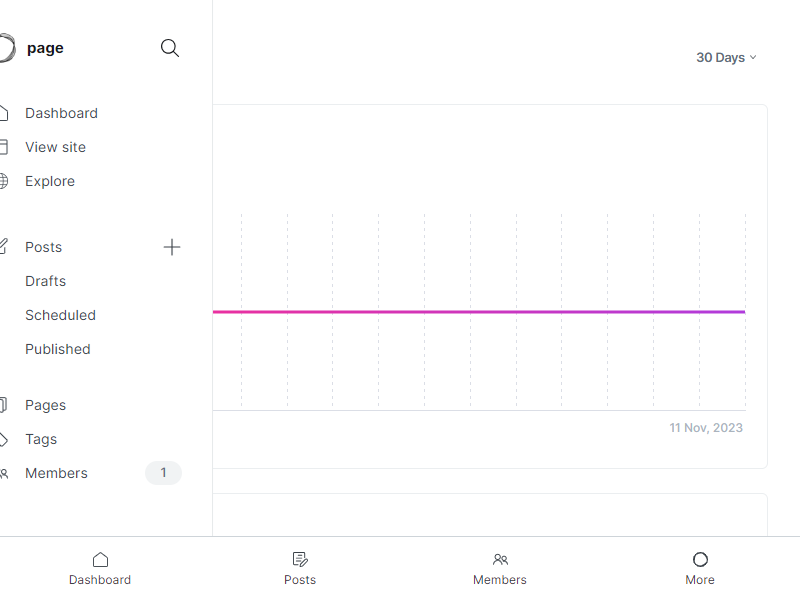 page
30 Days
Dashboard
View site
Explore
Posts
Drafts
Scheduled
Published
Pages
Tags
Members 1
11 Nov, 2023
Dashboard
Posts
Members
More